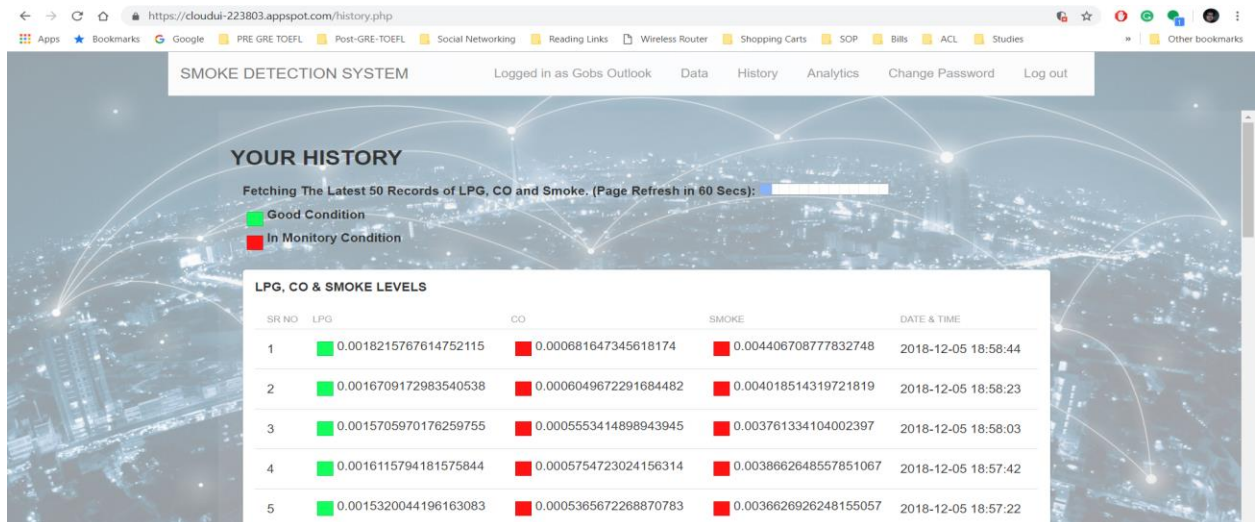 https://cloudui-223803.appspot.com/history.php
Apps Bookmarks Google PRE GRE TOEFL Post-GRE-TOEFL Social Networking Reading Links Wireless Router Shopping Carts SOP Bills ACL Studies » Other bookmarks
SMOKE DETECTION SYSTEM Logged in as Gobs Outlook Data History Analytics Change Password Log out
YOUR HISTORY
Fetching The Latest 50 Records of LPG, CO and Smoke. (Page Refresh in 60 Secs):
Good Condition
In Monitory Condition
LPG, CO & SMOKE LEVELS
SR NO LPG CO SMOKE DATE & TIME
1 0.0018215767614752115 0.000681647345618174 0.004406708777832748 2018-12-05 18:58:44
2 0.0016709172983540538 0.0006049672291684482 0.004018514319721819 2018-12-05 18:58:23
3 0.0015705970176259755 0.0005553414898943945 0.003761334104002397 2018-12-05 18:58:03
4 0.0016115794181575844 0.0005754723024156314 0.0038662648557851067 2018-12-05 18:57:42
5 0.0015320044196163083 0.0005365672268870783 0.0036626926248155057 2018-12-05 18:57:22